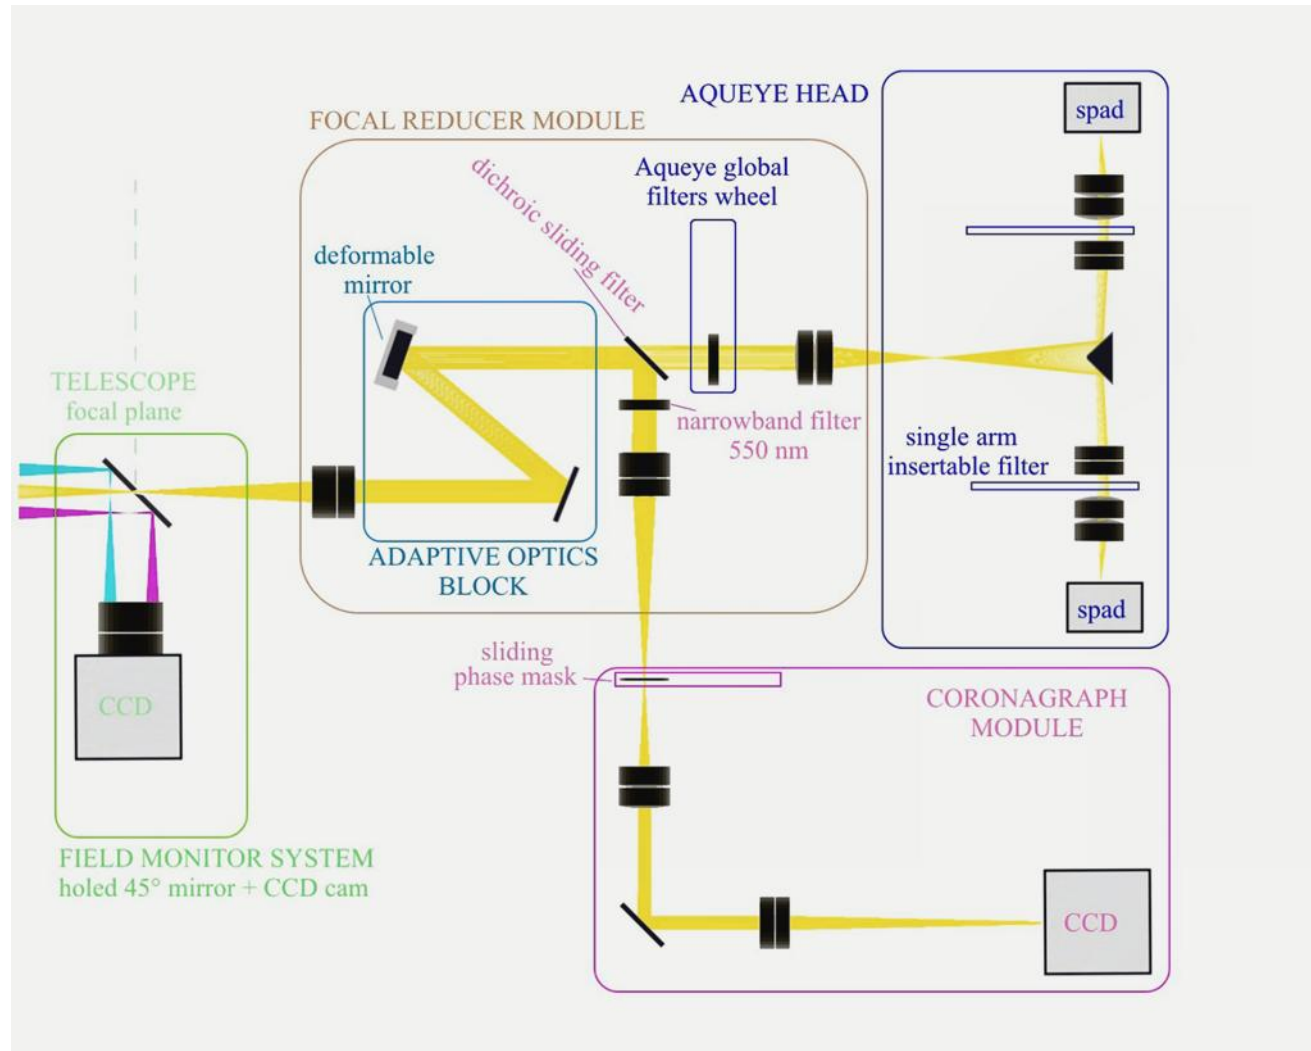 AQUEYE HEAD
spad
FOCAL REDUCER MODULE
dichroic sliding filter
Aqueye global
filters wheel
deformable
mirror
TELESCOPE
focal plane
narrowband filter
550 nm
single arm
insertable filter
ADAPTIVE OPTICS
BLOCK
spad
sliding
phase mask
CCD
CORONAGRAPH
MODULE
FIELD MONITOR SYSTEM
holed 45° mirror + CCD cam
CCD